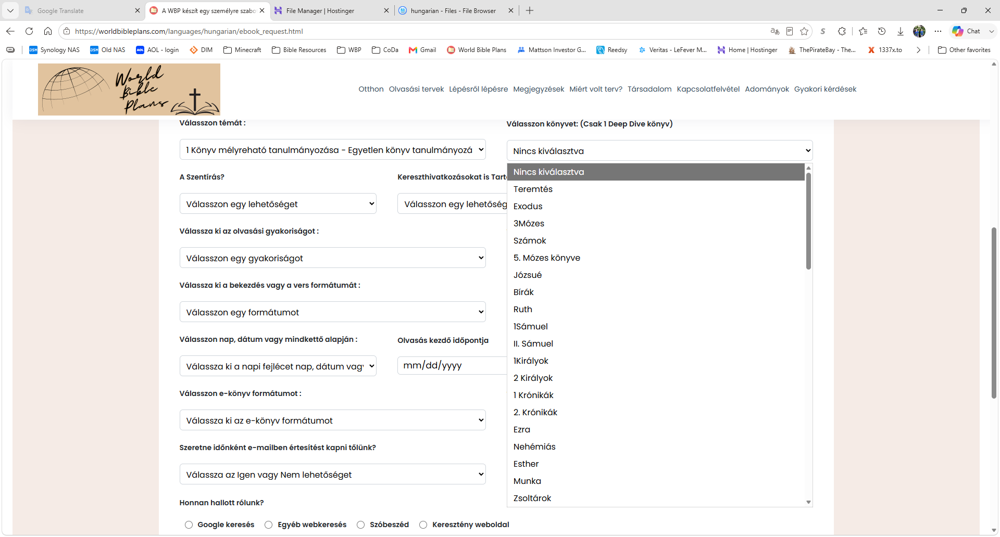 Google Translate
A WBP készít egy személyre szabo
File Manager | Hostinger
hungarian - Files - File Browser
https://worldbibleplans.com/languages/hungarian/ebook_request.html
Chat
Synology NAS
Old NAS
AOL - login
DIM
Minecraft
Bible Resources
WBP
CoDa
Gmail
World Bible Plans
Mattson Investor G...
Reedsy
Veritas - LeFever M...
Home | Hostinger
ThePirateBay - The...
1337x.to
Other favorites
World
Bible
Plans
Otthon Olvasási tervek Lépésről lépésre Megjegyzések Miért volt terv? Társadalom Kapcsolatfelvétel Adományok Gyakori kérdések
Válasszon témát :
1 Könyv mélyreható tanulmányozása - Egyetlen könyv tanulmányozá
Válasszon könyvet: (Csak 1 Deep Dive könyv)
Nincs kiválasztva
Nincs kiválasztva
Teremtés
Exodus
3Mózes
Számok
5. Mózes könyve
Józsué
Bírák
Ruth
1Sámuel
II. Sámuel
1Királyok
2 Királyok
1 Krónikák
2. Krónikák
Ezra
Nehémiás
Esther
Munka
Zsoltárok
A Szentírás?
Válasszon egy lehetőséget
Kereszthivatkozásokat is Tart
Válasszon egy lehetőség
Válassza ki az olvasási gyakoriságot :
Válasszon egy gyakoriságot
Válassza ki a bekezdés vagy a vers formátumát :
Válasszon egy formátumot
Válasszon nap, dátum vagy mindkettő alapján :
Válassza ki a napi fejlécet nap, dátum vagy
Olvasás kezdő időpontja
mm/dd/yyyy
Válasszon e-könyv formátumot :
Válassza ki az e-könyv formátumot
Szeretne időnként e-mailben értesítést kapni tőlünk?
Válassza az Igen vagy Nem lehetőséget
Honnan hallott rólunk?
Google keresés
Egyéb webkeresés
Szóbeszéd
Keresztény weboldal